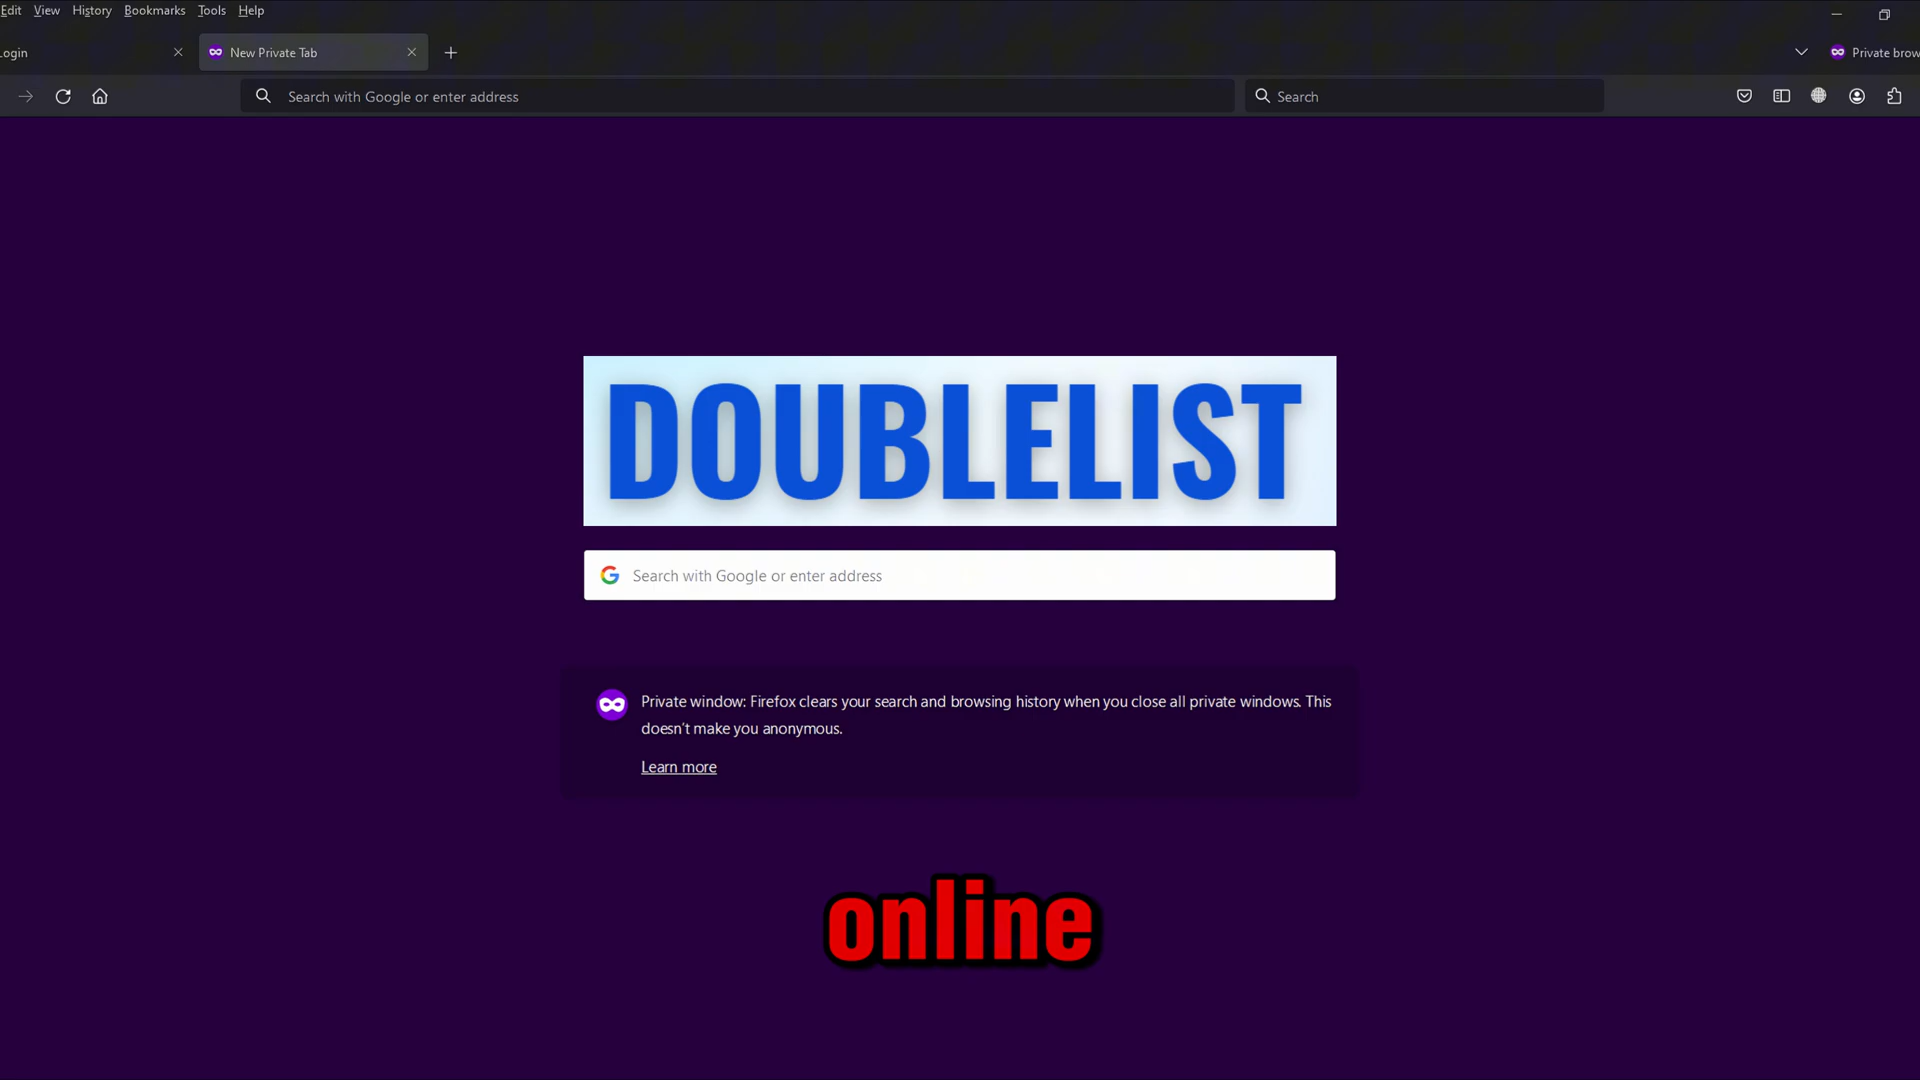 Edit View History Bookmarks Tools Help
Login
New Private Tab
Private brow
Search with Google or enter address
Search
DOUBLELIST
Search with Google or enter address
Private window: Firefox clears your search and browsing history when you close all private windows. This
doesn't make you anonymous.
Learn more
online